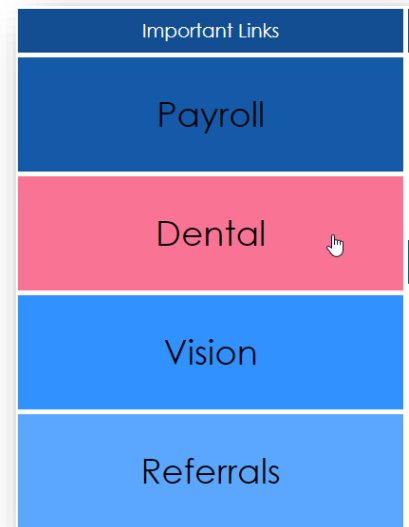 Important Links
Payroll
Dental
Vision
Referrals